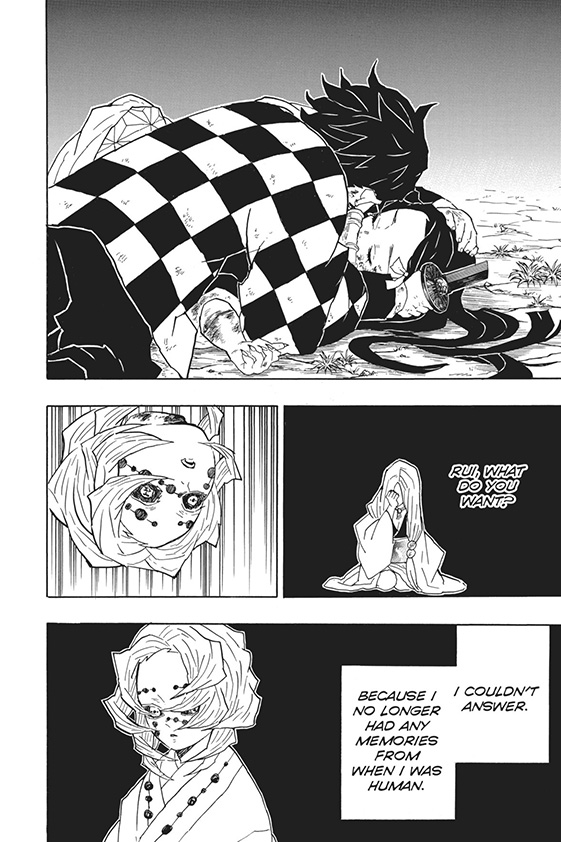 RUI, WHAT
DO YOU
WANT?
I COULDN'T
ANSWER.
BECAUSE I
NO LONGER
HAD ANY
MEMORIES
FROM
WHEN I WAS
HUMAN.